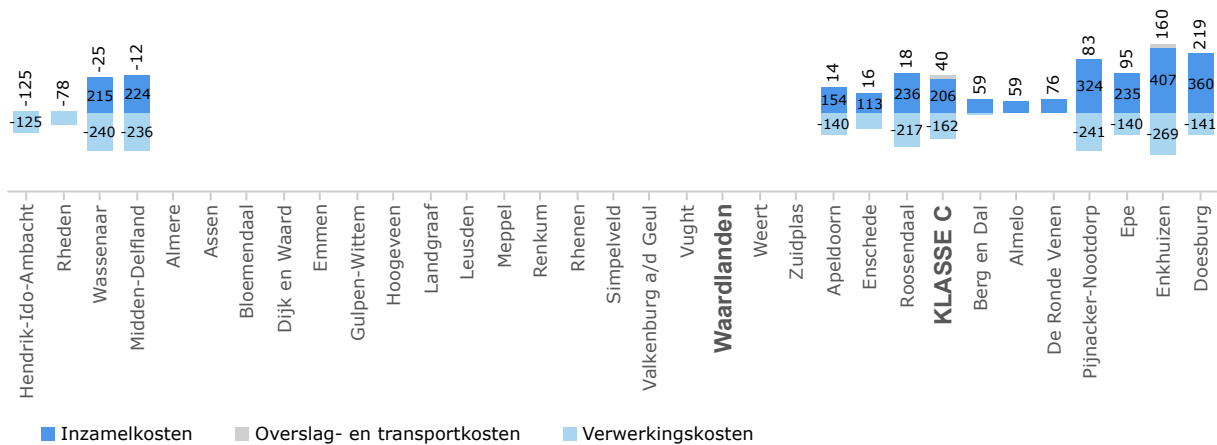 -125
-78
-25
-12
14
16
18
40
59
59
76
83
95
160
219
215
224
154
113
236
206
324
235
407
360
-125
-240
-236
-140
-217
-162
-241
-140
-269
-141
Hendrik-Ido-Ambacht
Rheden
Wassenaar
Midden-Delfland
Almere
Assen
Bloemendaal
Dijk en Waard
Emmen
Gulpen-Wittem
Hoogeveen
Landgraaf
Leusden
Meppel
Renkum
Rhenen
Simpelveld
Valkenburg a/d Geul
Vught
Waardlanden
Weert
Zuidplas
Apeldoorn
Enschede
Roosendaal
KLASSE C
Berg en Dal
Almelo
De Ronde Venen
Pijnacker-Nootdorp
Epe
Enkhuizen
Doesburg
Inzamelkosten
Overslag- en transportkosten
Verwerkingskosten